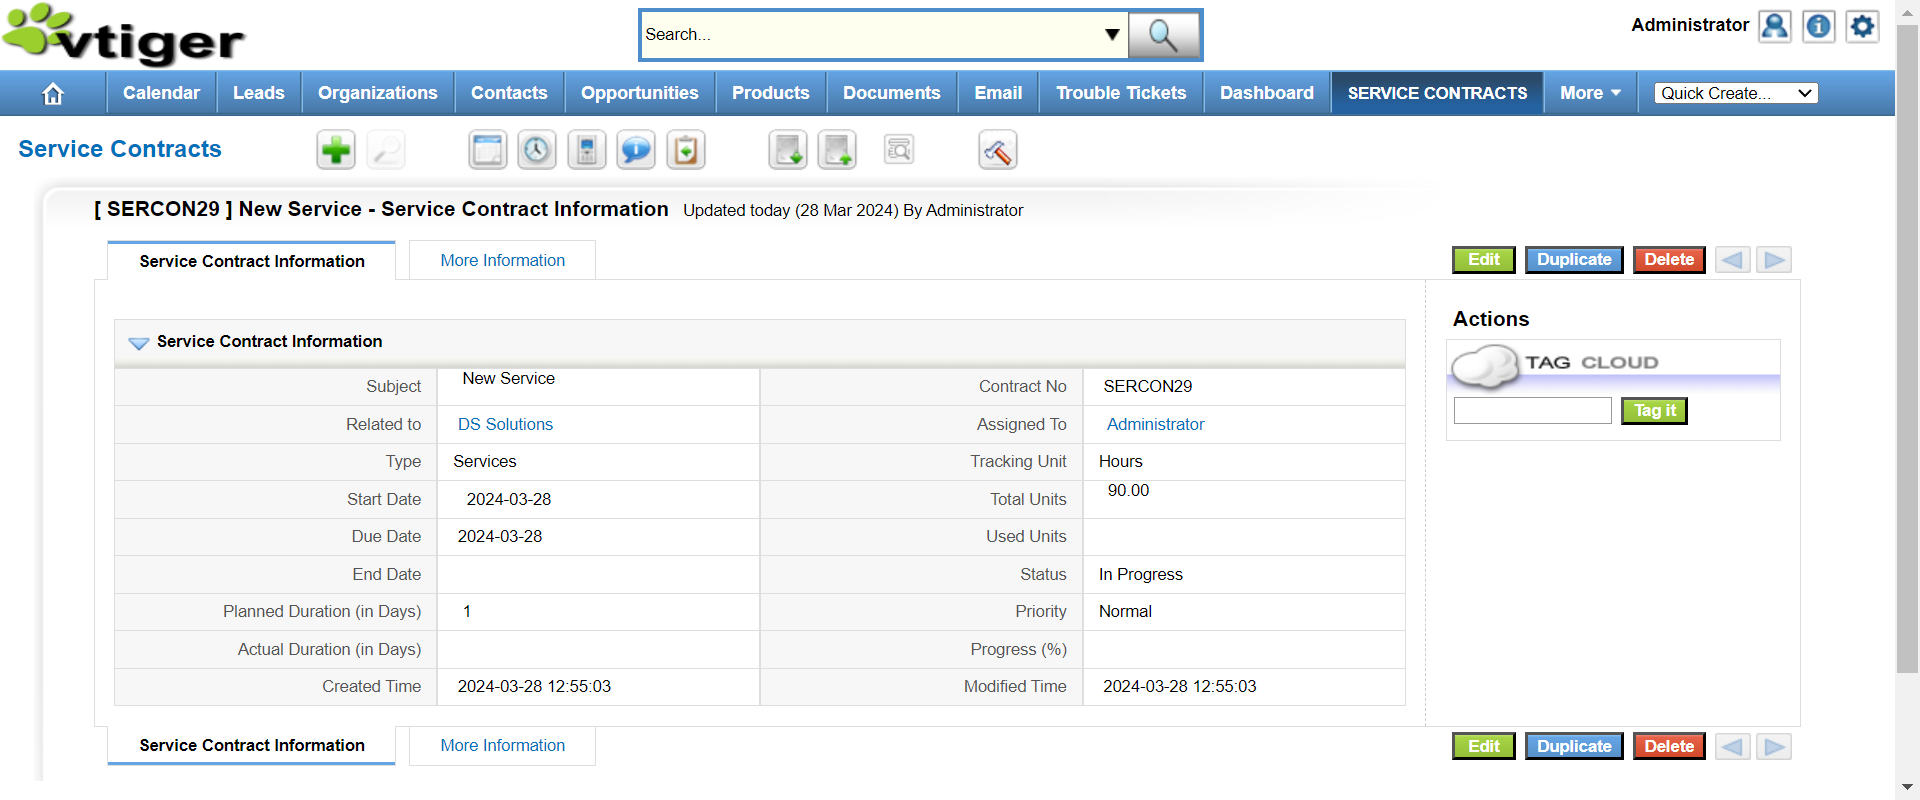 vtiger
Search...
Administrator
Calendar Leads Organizations Contacts Opportunities Products Documents Email Trouble Tickets Dashboard SERVICE CONTRACTS More Quick Create...
Service Contracts
[ SERCON29 ] New Service - Service Contract Information Updated today (28 Mar 2024) By Administrator
Service Contract Information More Information Edit Duplicate Delete
Service Contract Information
Subject New Service Contract No SERCON29
Related to DS Solutions Assigned To Administrator
Type Services Tracking Unit Hours
Start Date 2024-03-28 Total Units 90.00
Due Date 2024-03-28 Used Units
End Date Status In Progress
Planned Duration (in Days) 1 Priority Normal
Actual Duration (in Days) Progress (%)
Created Time 2024-03-28 12:55:03 Modified Time 2024-03-28 12:55:03
Actions
TAG CLOUD
Tag it
Service Contract Information More Information Edit Duplicate Delete